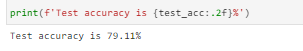 print(f'Test accuracy is {test_acc:.2f}%')
Test accuracy is 79.11%